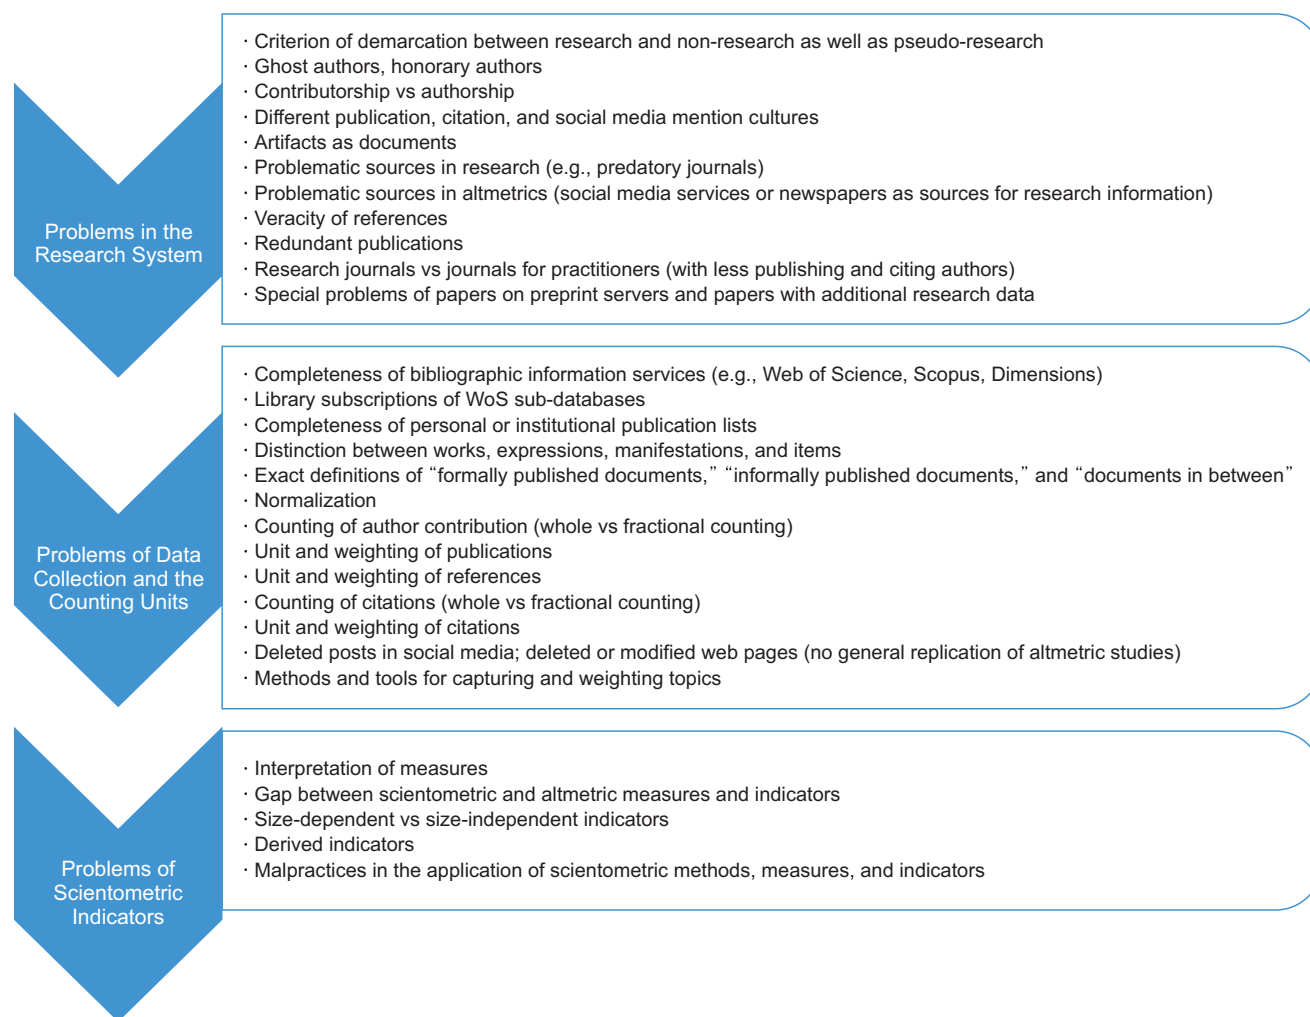 Problems in the
Research System
· Criterion of demarcation between research and non-research as well as pseudo-research
· Ghost authors, honorary authors
· Contributorship vs authorship
· Different publication, citation, and social media mention cultures
· Artifacts as documents
· Problematic sources in research (e.g., predatory journals)
· Problematic sources in altmetrics (social media services or newspapers as sources for research information)
· Veracity of references
· Redundant publications
· Research journals vs journals for practitioners (with less publishing and citing authors)
· Special problems of papers on preprint servers and papers with additional research data
Problems of Data
Collection and the
Counting Units
· Completeness of bibliographic information services (e.g., Web of Science, Scopus, Dimensions)
· Library subscriptions of WoS sub-databases
· Completeness of personal or institutional publication lists
· Distinction between works, expressions, manifestations, and items
· Exact definitions of “formally published documents,” “informally published documents,” and “documents in between”
· Normalization
· Counting of author contribution (whole vs fractional counting)
· Unit and weighting of publications
· Unit and weighting of references
· Counting of citations (whole vs fractional counting)
· Unit and weighting of citations
· Deleted posts in social media; deleted or modified web pages (no general replication of altmetric studies)
· Methods and tools for capturing and weighting topics
Problems of
Scientometric
Indicators
· Interpretation of measures
· Gap between scientometric and altmetric measures and indicators
· Size-dependent vs size-independent indicators
· Derived indicators
· Malpractices in the application of scientometric methods, measures, and indicators